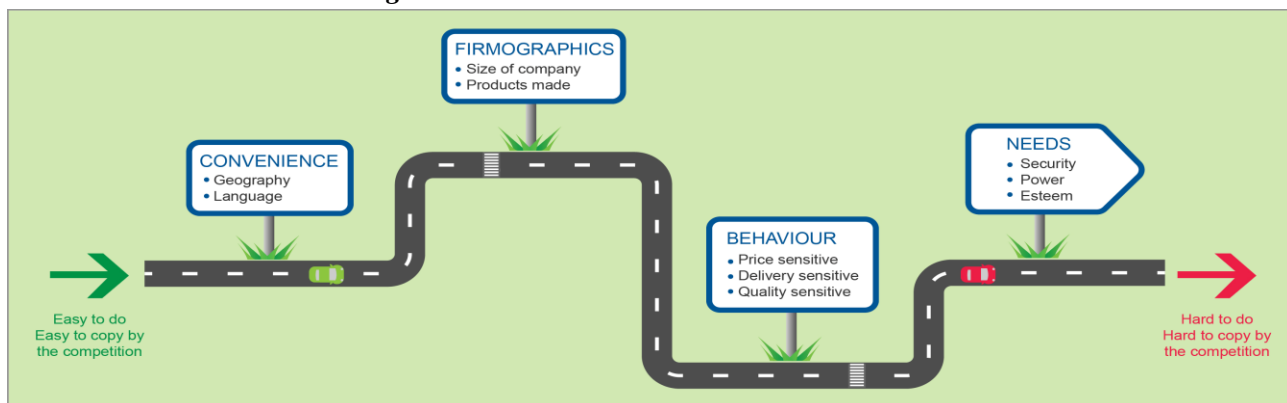 FIRMOGRAPHICS
• Size of company
• Products made
CONVENIENCE
• Geography
• Language
NEEDS
• Security
• Power
• Esteem
BEHAVIOUR
• Price sensitive
• Delivery sensitive
• Quality sensitive
Easy to do
Easy to copy by
the competition
Hard to do
Hard to copy by
the competition